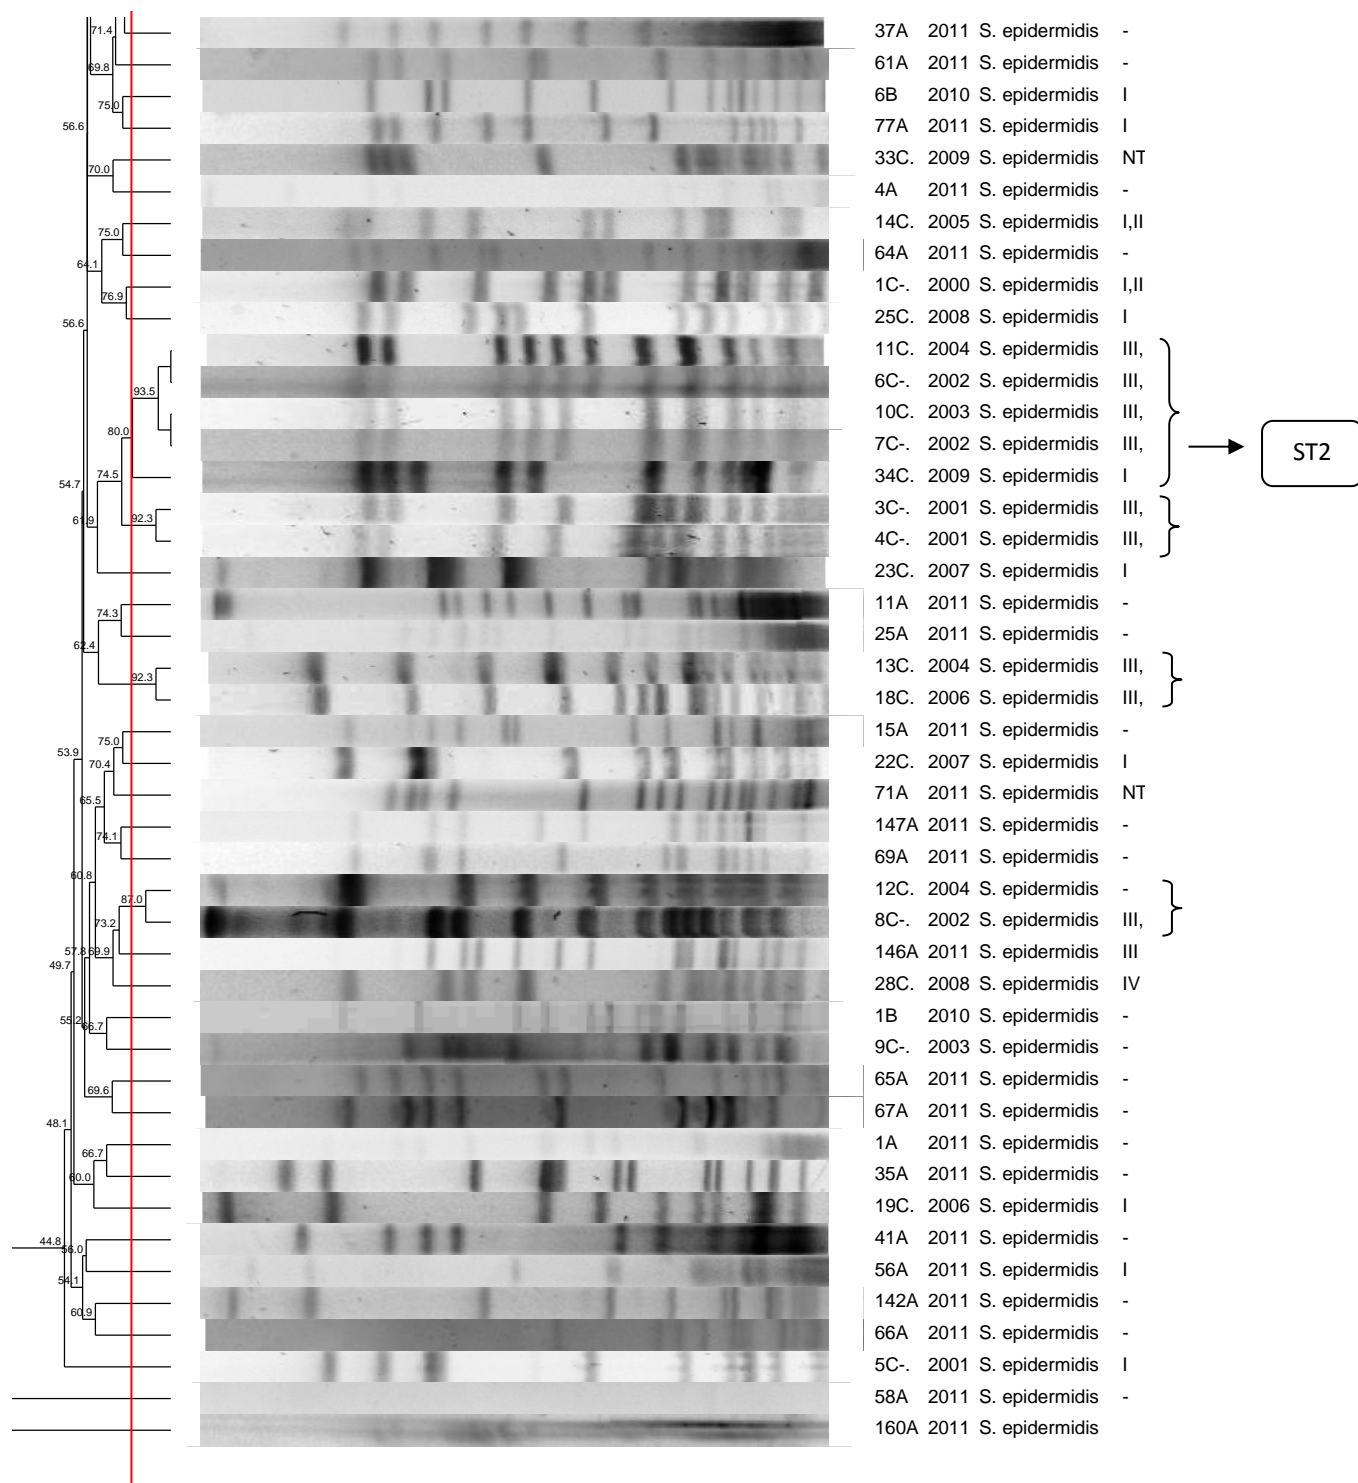 71.4
37A 2011 S. epidermidis -
69.8
61A 2011 S. epidermidis -
75.0
6B 2010 S. epidermidis I
56.6
77A 2011 S. epidermidis I
70.0
33C. 2009 S. epidermidis NT
4A 2011 S. epidermidis -
14C. 2005 S. epidermidis I,II
75.0
64A 2011 S. epidermidis -
64.1
1C-. 2000 S. epidermidis I,II
76.9
25C. 2008 S. epidermidis I
56.6
11C. 2004 S. epidermidis III,
6C-. 2002 S. epidermidis III,
93.5
10C. 2003 S. epidermidis III,
80.0
7C-. 2002 S. epidermidis III,
ST2
74.5
34C. 2009 S. epidermidis I
54.7
3C-. 2001 S. epidermidis III,
61.9
92.3
4C-. 2001 S. epidermidis III,
23C. 2007 S. epidermidis I
11A 2011 S. epidermidis -
74.3
25A 2011 S. epidermidis -
62.4
13C. 2004 S. epidermidis III,
92.3
18C. 2006 S. epidermidis III,
15A 2011 S. epidermidis -
75.0
53.9
22C. 2007 S. epidermidis I
70.4
71A 2011 S. epidermidis NT
65.5
147A 2011 S. epidermidis -
74.1
69A 2011 S. epidermidis -
60.8
12C. 2004 S. epidermidis -
87.0
8C-. 2002 S. epidermidis III,
73.2
146A 2011 S. epidermidis III
57.8
69.9
49.7
28C. 2008 S. epidermidis IV
1B 2010 S. epidermidis -
55.2
66.7
9C-. 2003 S. epidermidis -
65A 2011 S. epidermidis -
69.6
67A 2011 S. epidermidis -
48.1
1A 2011 S. epidermidis -
66.7
35A 2011 S. epidermidis -
60.0
19C. 2006 S. epidermidis I
44.8
41A 2011 S. epidermidis -
56.0
56A 2011 S. epidermidis I
54.1
142A 2011 S. epidermidis -
60.9
66A 2011 S. epidermidis -
5C-. 2001 S. epidermidis I
58A 2011 S. epidermidis -
160A 2011 S. epidermidis